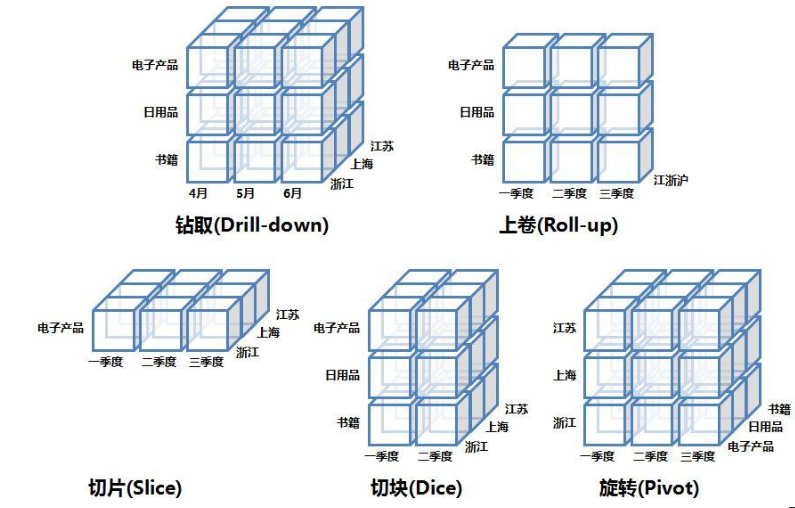 电子产品
日用品
书籍
4月 5月 6月
浙江
上海
江苏
钻取(Drill-down)
电子产品
日用品
书籍
一季度 二季度 三季度
江浙沪
上卷(Roll-up)
电子产品
一季度 二季度 三季度
浙江
上海
江苏
切片(Slice)
电子产品
日用品
书籍
一季度 二季度
浙江
上海
江苏
切块(Dice)
江苏
上海
浙江
一季度 二季度 三季度
电子产品
日用品
书籍
旋转(Pivot)